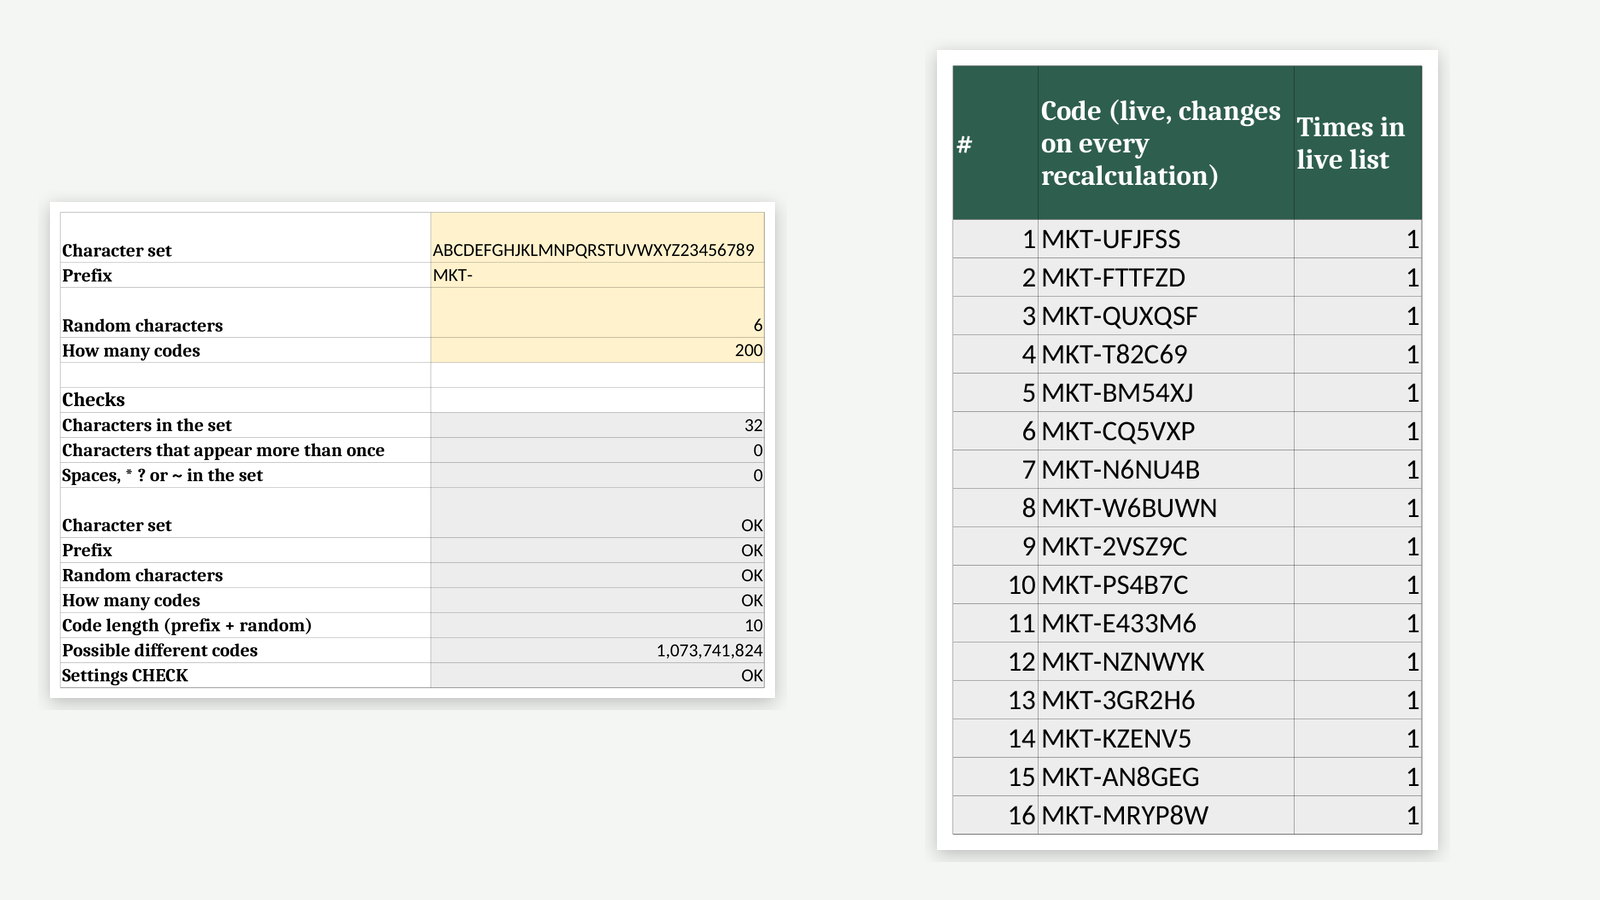 Character set ABCDEFGHJKLMNPQRSTUVWXYZ23456789
Prefix MKT-
Random characters 6
How many codes 200
Checks
Characters in the set 32
Characters that appear more than once 0
Spaces, * ? or ~ in the set 0
Character set OK
Prefix OK
Random characters OK
How many codes OK
Code length (prefix + random) 10
Possible different codes 1,073,741,824
Settings CHECK OK
# Code (live, changes on every recalculation) Times in live list
1 MKT-UFJFSS 1
2 MKT-FTTFZD 1
3 MKT-QUXQSF 1
4 MKT-T82C69 1
5 MKT-BM54XJ 1
6 MKT-CQ5VXP 1
7 MKT-N6NU4B 1
8 MKT-W6BUWN 1
9 MKT-2VSZ9C 1
10 MKT-PS4B7C 1
11 MKT-E433M6 1
12 MKT-NZNWYK 1
13 MKT-3GR2H6 1
14 MKT-KZENV5 1
15 MKT-AN8GEG 1
16 MKT-MRYP8W 1